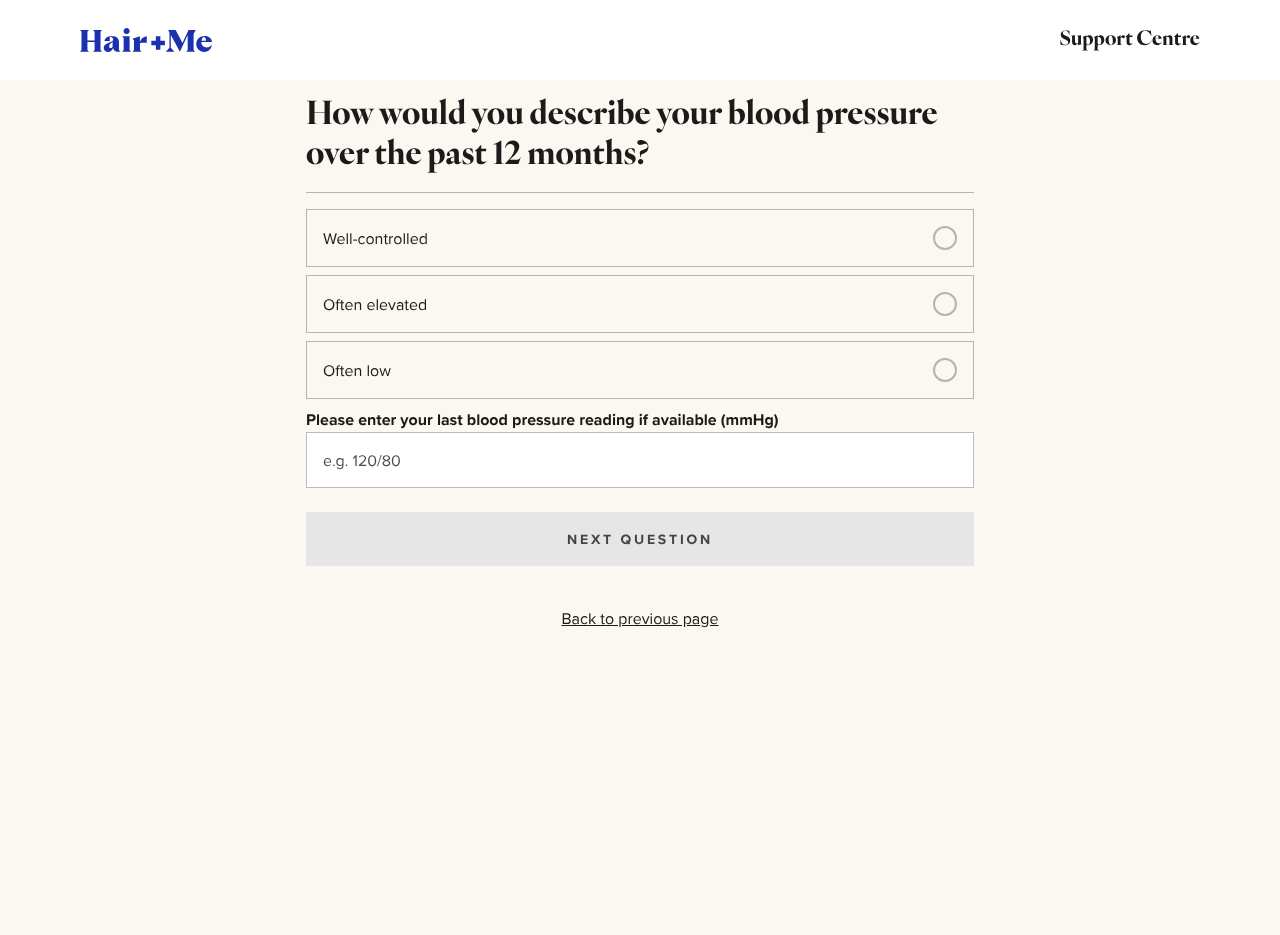 Hair+Me
Support Centre
How would you describe your blood pressure
over the past 12 months?
Well-controlled
Often elevated
Often low
Please enter your last blood pressure reading if available (mmHg)
e.g. 120/80
NEXT QUESTION
Back to previous page